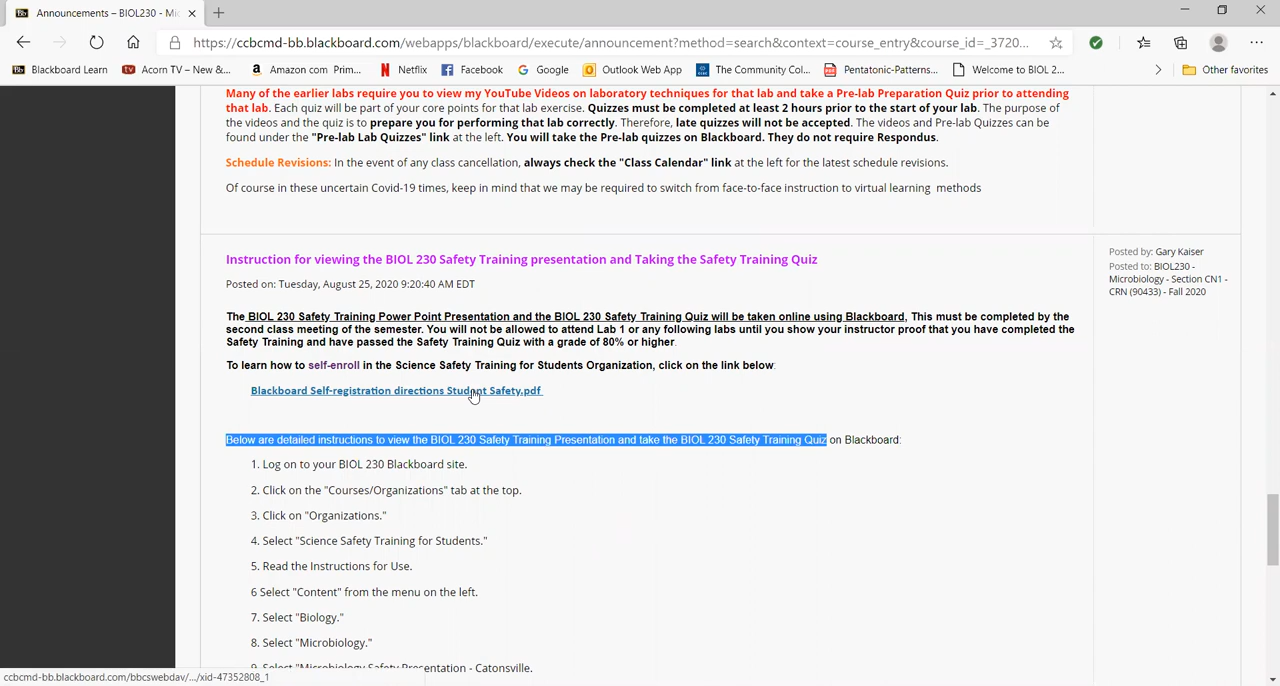 Announcements – BIOL230 - Mic
https://ccbcmd-bb.blackboard.com/webapps/blackboard/execute/announcement?method=search&context=course_entry&course_id=_3720...
Blackboard Learn
Acorn TV – New &...
Amazon com Prim...
Netflix
Facebook
Google
Outlook Web App
The Community Col...
Pentatonic-Patterns...
Welcome to BIOL 2...
Other favorites
Many of the earlier labs require you to view my YouTube Videos on laboratory techniques for that lab and take a Pre-lab Preparation Quiz prior to attending
that lab. Each quiz will be part of your core points for that lab exercise. Quizzes must be completed at least 2 hours prior to the start of your lab. The purpose of
the videos and the quiz is to prepare you for performing that lab correctly. Therefore, late quizzes will not be accepted. The videos and Pre-lab Quizzes can be
found under the "Pre-lab Lab Quizzes" link at the left. You will take the Pre-lab quizzes on Blackboard. They do not require Respondus.
Schedule Revisions: In the event of any class cancellation, always check the "Class Calendar" link at the left for the latest schedule revisions.
Of course in these uncertain Covid-19 times, keep in mind that we may be required to switch from face-to-face instruction to virtual learning methods
Instruction for viewing the BIOL 230 Safety Training presentation and Taking the Safety Training Quiz
Posted on: Tuesday, August 25, 2020 9:20:40 AM EDT
Posted by: Gary Kaiser
Posted to: BIOL230 -
Microbiology - Section CN1 -
CRN (90433) - Fall 2020
The BIOL 230 Safety Training Power Point Presentation and the BIOL 230 Safety Training Quiz will be taken online using Blackboard, This must be completed by the
second class meeting of the semester. You will not be allowed to attend Lab 1 or any following labs until you show your instructor proof that you have completed the
Safety Training and have passed the Safety Training Quiz with a grade of 80% or higher.
To learn how to self-enroll in the Science Safety Training for Students Organization, click on the link below:
Blackboard Self-registration directions Student Safety.pdf
Below are detailed instructions to view the BIOL 230 Safety Training Presentation and take the BIOL 230 Safety Training Quiz on Blackboard:
1. Log on to your BIOL 230 Blackboard site.
2. Click on the "Courses/Organizations" tab at the top.
3. Click on "Organizations."
4. Select "Science Safety Training for Students."
5. Read the Instructions for Use.
6 Select "Content" from the menu on the left.
7. Select "Biology."
8. Select "Microbiology."
9. Select "Microbiology Safety Presentation - Catonsville.
ccbcmd-bb.blackboard.com/bbcswebdav/.../xid-47352808_1